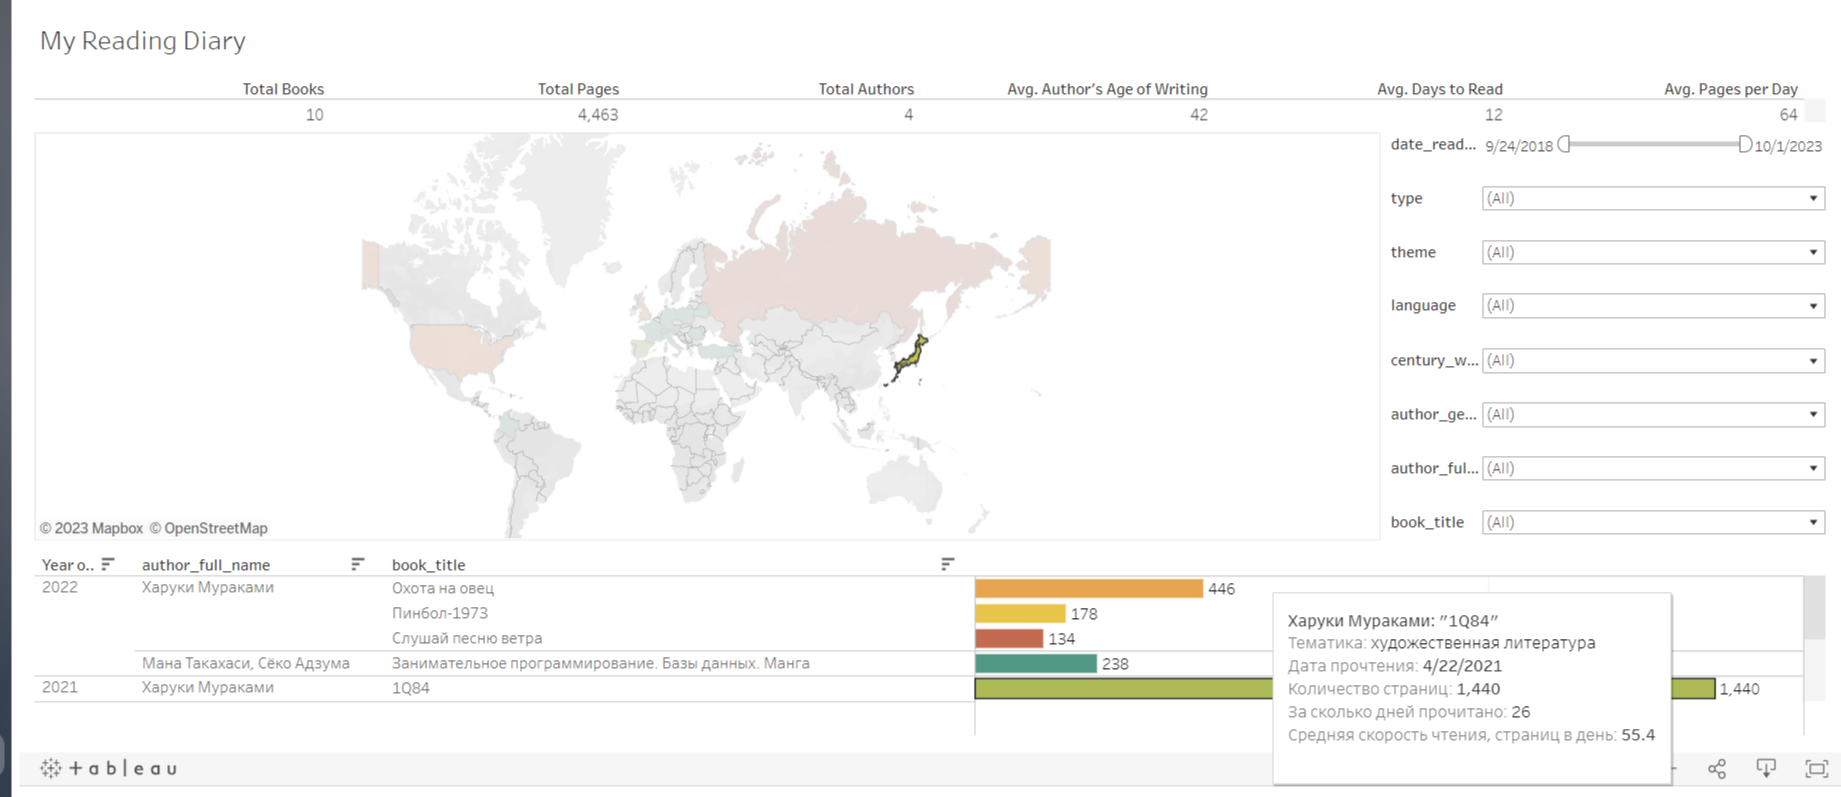 My Reading Diary
Total Books Total Pages Total Authors Avg. Author's Age of Writing Avg. Days to Read Avg. Pages per Day
10 4,463 4 42 12 64
date_read... 9/24/2018 10/1/2023
type (All)
theme (All)
language (All)
century_w... (All)
author_ge... (All)
author_ful... (All)
book_title (All)
© 2023 Mapbox © OpenStreetMap
Year o.. author_full_name book_title
2022 Харуки Мураками Охота на овец 446
Пинбол-1973 178
Слушай песню ветра 134
Мана Такахаси, Сёко Адзума Занимательное программирование. Базы данных. Манга 238
2021 Харуки Мураками 1Q84 1,440
Харуки Мураками: "1Q84"
Тематика: художественная литература
Дата прочтения: 4/22/2021
Количество страниц: 1,440
За сколько дней прочитано: 26
Средняя скорость чтения, страниц в день: 55.4
+ableau